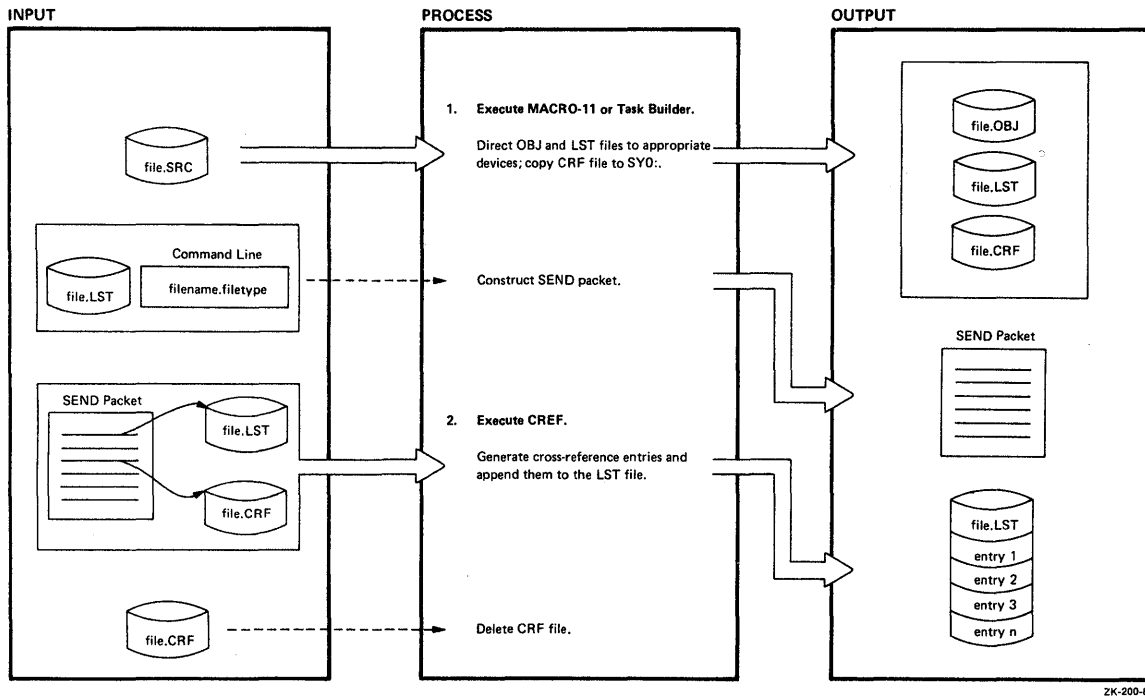 INPUT
file.SRC
Command Line
file.LST
filename.filetype
SEND Packet
file.LST
file.CRF
file.CRF
PROCESS
1. Execute MACRO-11 or Task Builder.
Direct OBJ and LST files to appropriate
devices; copy CRF file to SY0:.
Construct SEND packet.
2. Execute CREF.
Generate cross-reference entries and
append them to the LST file.
Delete CRF file.
OUTPUT
file.OBJ
file.LST
file.CRF
SEND Packet
file.LST
entry 1
entry 2
entry 3
entry n